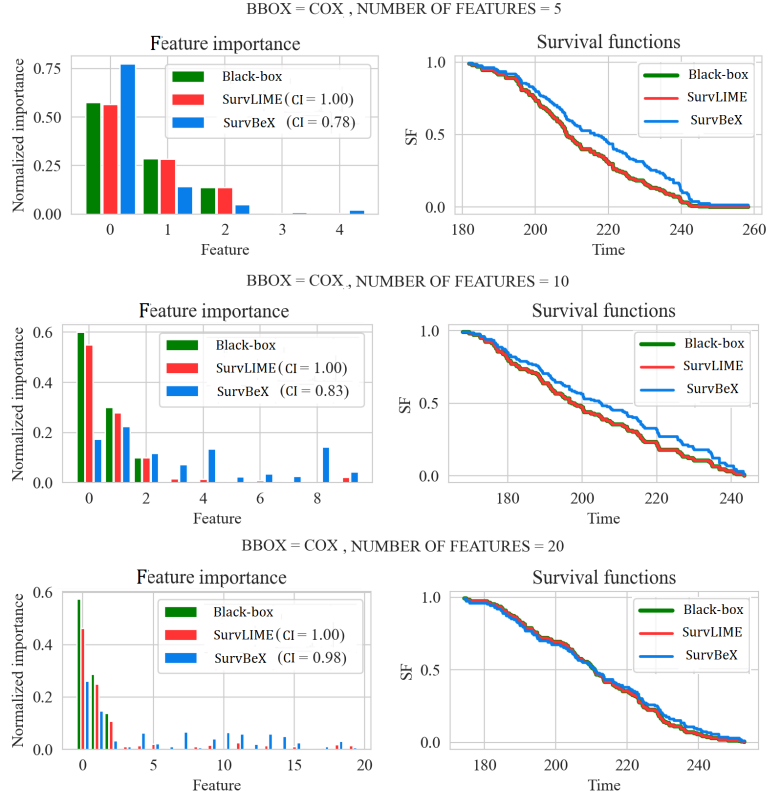 BBOX = COX , NUMBER OF FEATURES = 5
Feature importance
Survival functions
Normalized importance
0.75
0.50
0.25
0.00
Black-box
SurvLIME (CI = 1.00)
SurvBeX (CI = 0.78)
0 1 2 3 4
Feature
SF
1.0
0.5
0.0
Black-box
SurvLIME
SurvBeX
180 200 220 240 260
Time
BBOX = COX , NUMBER OF FEATURES = 10
Feature importance
Survival functions
Normalized importance
0.6
0.4
0.2
0.0
Black-box
SurvLIME (CI = 1.00)
SurvBeX (CI = 0.83)
0 2 4 6 8
Feature
SF
1.0
0.5
0.0
Black-box
SurvLIME
SurvBeX
180 200 220 240
Time
BBOX = COX , NUMBER OF FEATURES = 20
Feature importance
Survival functions
Normalized importance
0.6
0.4
0.2
0.0
Black-box
SurvLIME (CI = 1.00)
SurvBeX (CI = 0.98)
0 5 10 15 20
Feature
SF
1.0
0.5
0.0
Black-box
SurvLIME
SurvBeX
180 200 220 240
Time